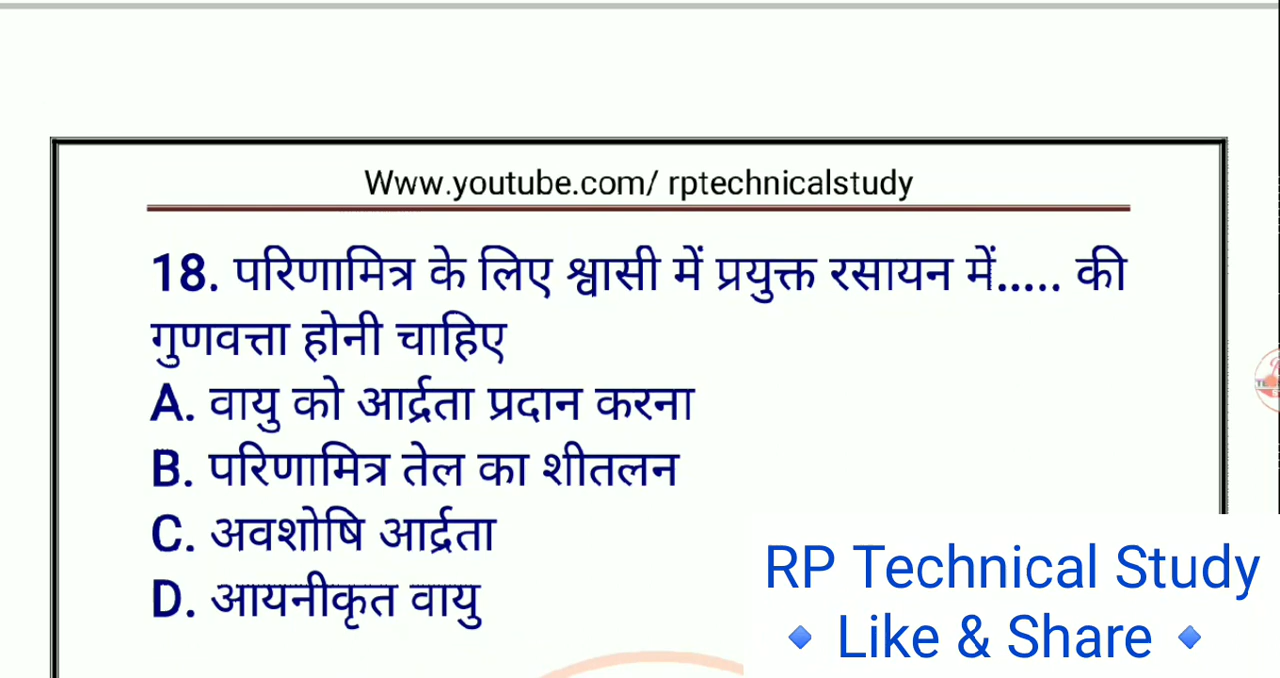 Www.youtube.com/ rptechnicalstudy
18. परिणामित्र के लिए श्वासी में प्रयुक्त रसायन में..... की
गुणवत्ता होनी चाहिए
A. वायु को आर्द्रता प्रदान करना
B. परिणामित्र तेल का शीतलन
C. अवशोषि आर्द्रता
D. आयनीकृत वायु
RP Technical Study
🔹 Like & Share 🔹